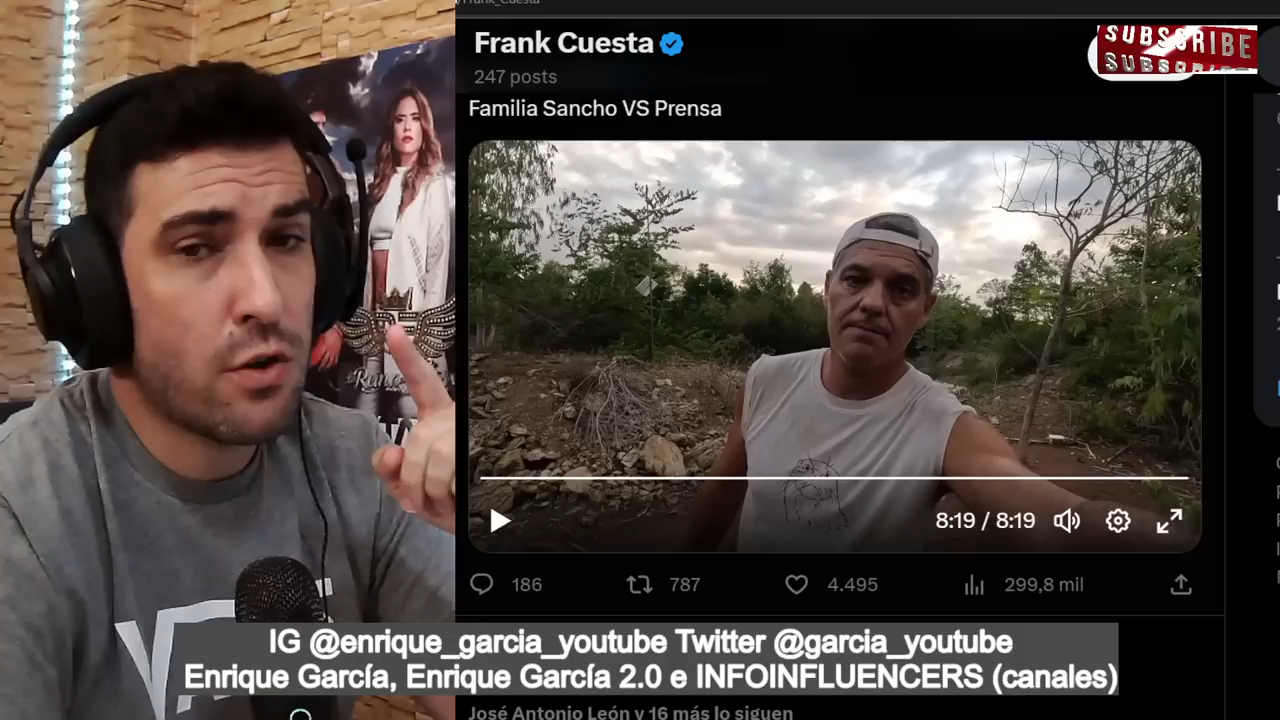 /Frank_Cuesta
Frank Cuesta
247 posts
SUBSCRIBE
SUBSCRIBE
Familia Sancho VS Prensa
8:19 / 8:19
186
787
4.495
299,8 mil
IG @enrique_garcia_youtube Twitter @garcia_youtube
Enrique García, Enrique García 2.0 e INFOINFLUENCERS (canales)
José Antonio León y 16 más lo siguen